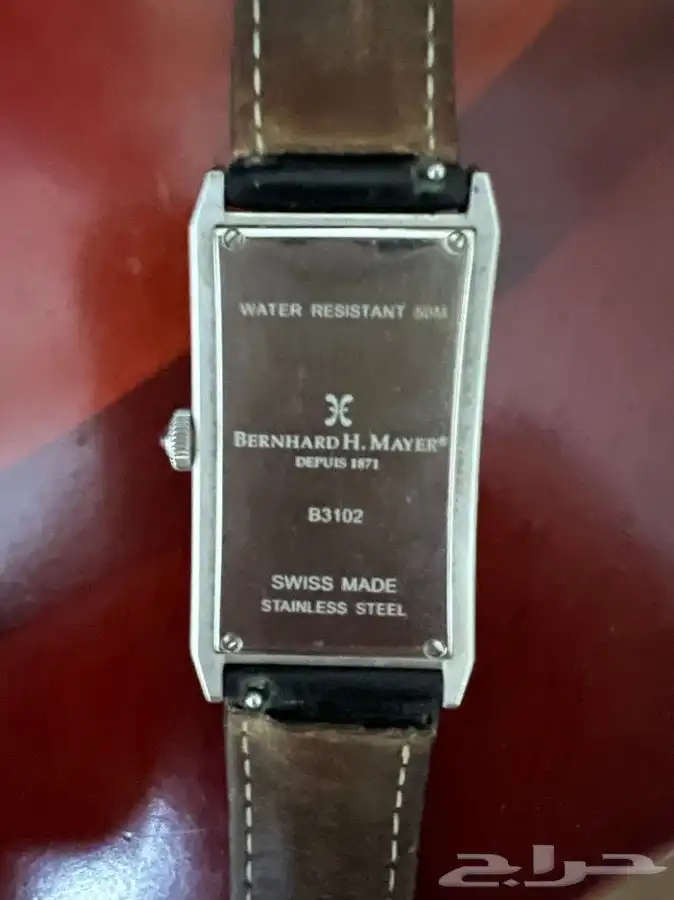 WATER RESISTANT 50M
BERNHARD H. MAYER®
DEPUIS 1871
B3102
SWISS MADE
STAINLESS STEEL
حراج